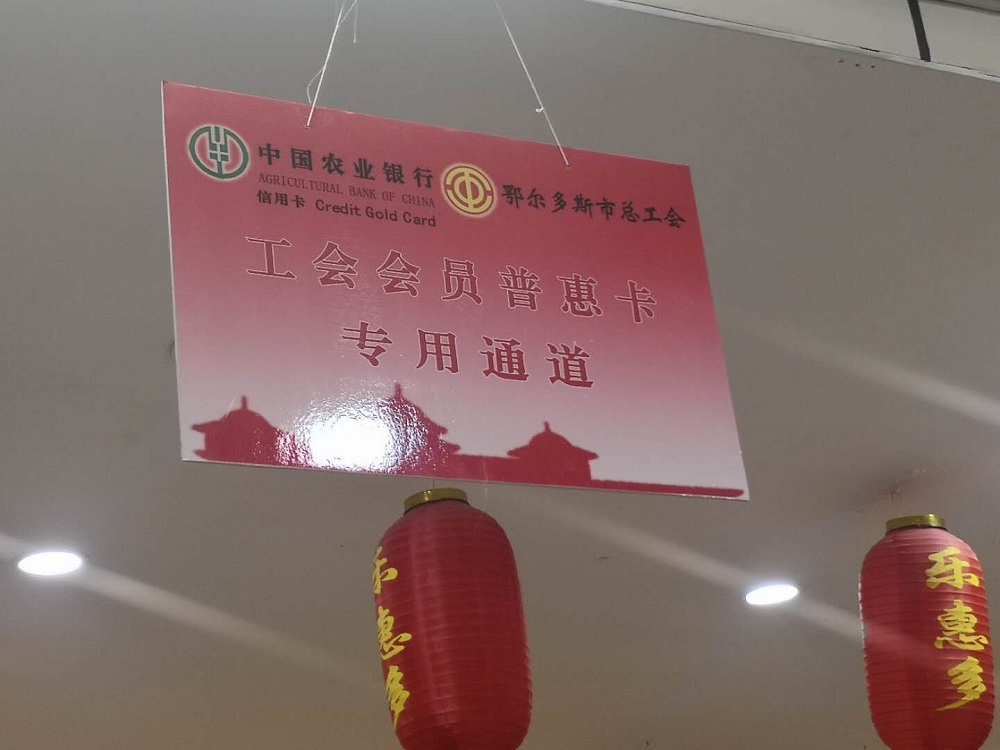 中国农业银行
AGRICULTURAL BANK OF CHINA
信用卡 Credit Gold Card
鄂尔多斯市总工会
工会会员普惠卡
专用通道
乐惠多
乐惠多